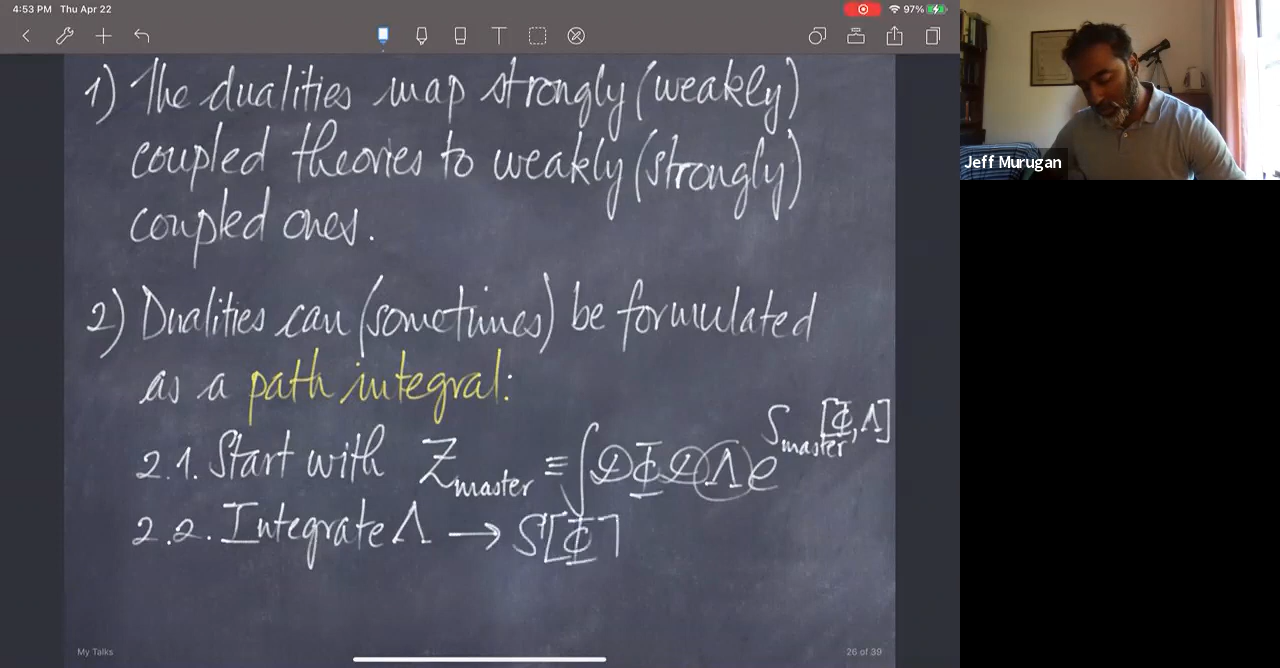 4:53 PM Thu Apr 22
97%
T
Jeff Murugan
1) The dualities map strongly (weakly)
coupled theories to weakly (strongly)
coupled ones.
2) Dualities can (sometimes) be formulated
as a path integral:
2.1. Start with Z_master ≡ ∫ 𝒟Φ 𝒟Λ e^{S_master[Φ,Λ]}
2.2. Integrate Λ → S[Φ]
My Talks
26 of 39